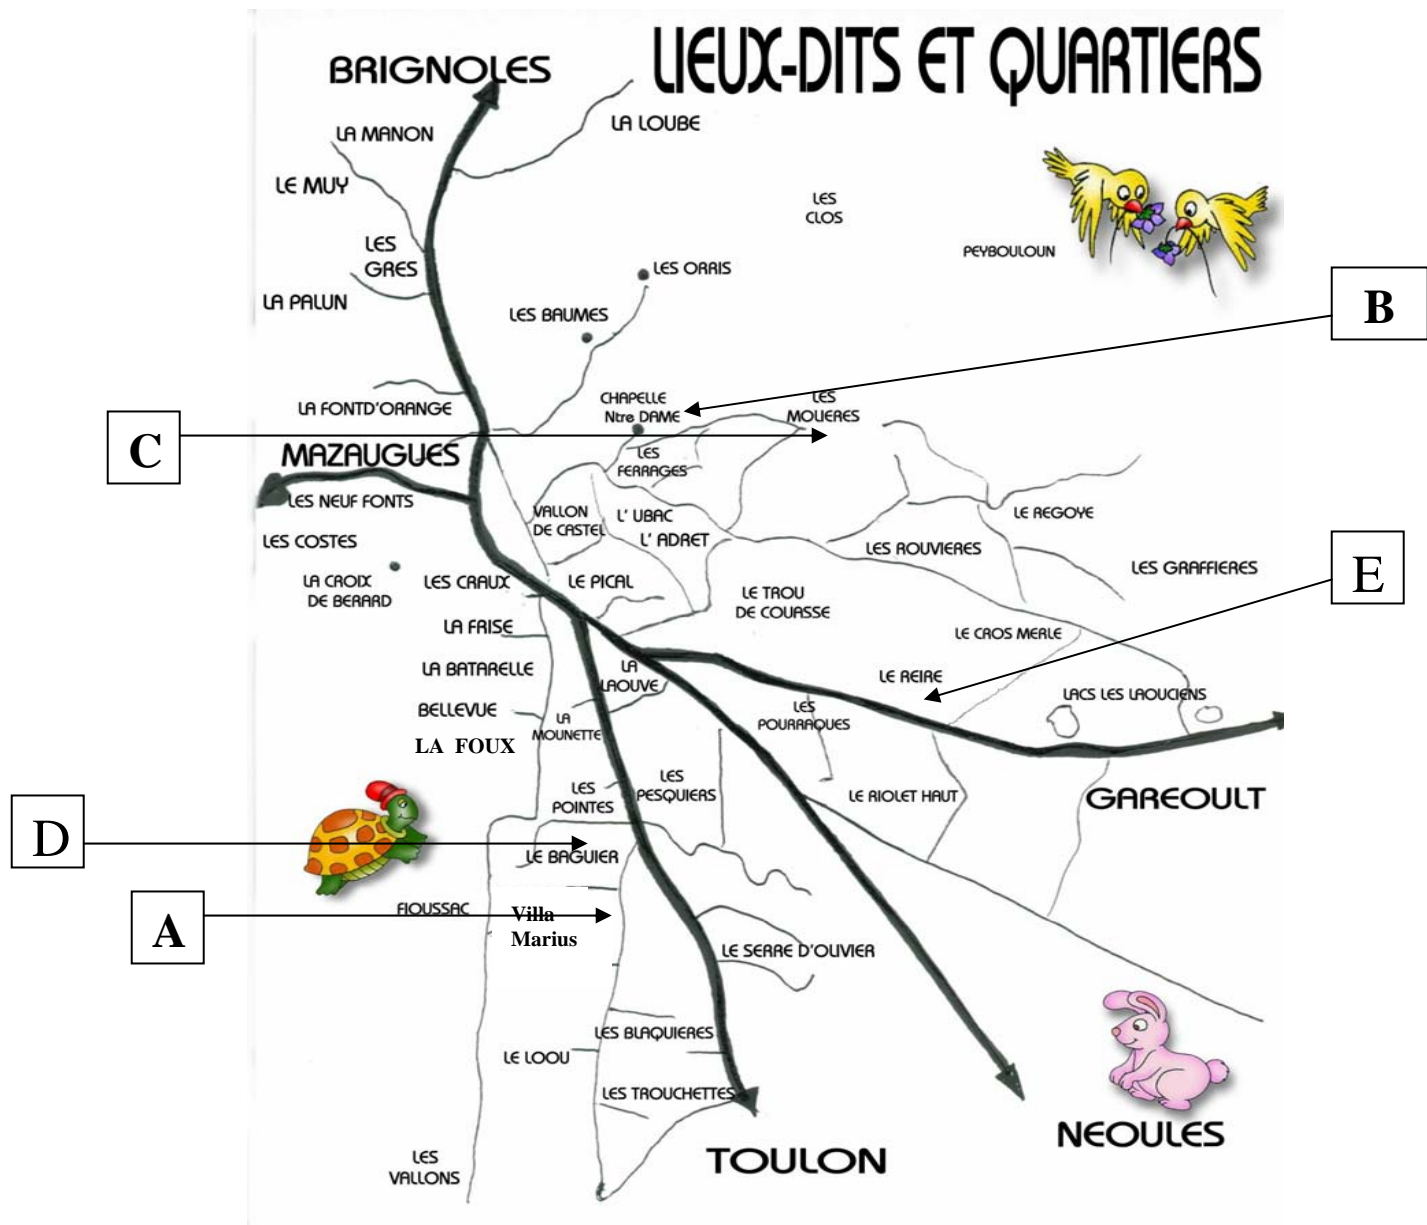 LIEUX-DITS ET QUARTIERS
BRIGNOLES
LA MANON
LA LOUBE
LE MUY
LES
CLOS
LES
GRES
PEYBOULOUN
LES ORRIS
LA PALUN
LES BAUMES
B
LA FONTD'ORANGE
CHAPELLE
Ntre DAME
LES
MOLIERES
C
MAZAUGUES
LES
FERRAGES
LES NEUF FONTS
VALLON
DE CASTEL
L' UBAC
L' ADRET
LE REGOYE
LES COSTES
LES ROUVIERES
LA CROIX
DE BERARD
LES CRAUX
LE PICAL
LE TROU
DE COUASSE
LES GRAFFIERES
E
LA FRISE
LE CROS MERLE
LA BATARELLE
LA
LAOUVE
LE REIRE
LACS LES LAOUCIENS
BELLEVUE
LA
MOUNETTE
LES
POURRAQUES
LA FOUX
LES
POINTES
LES
PESQUIERS
LE RIOLET HAUT
GAREOULT
D
LE BAGUIER
A
FIOUSSAC
Villa
Marius
LE SERRE D'OLIVIER
LES BLAQUIERES
LE LOOU
LES TROUCHETTES
NEOULES
TOULON
LES
VALLONS